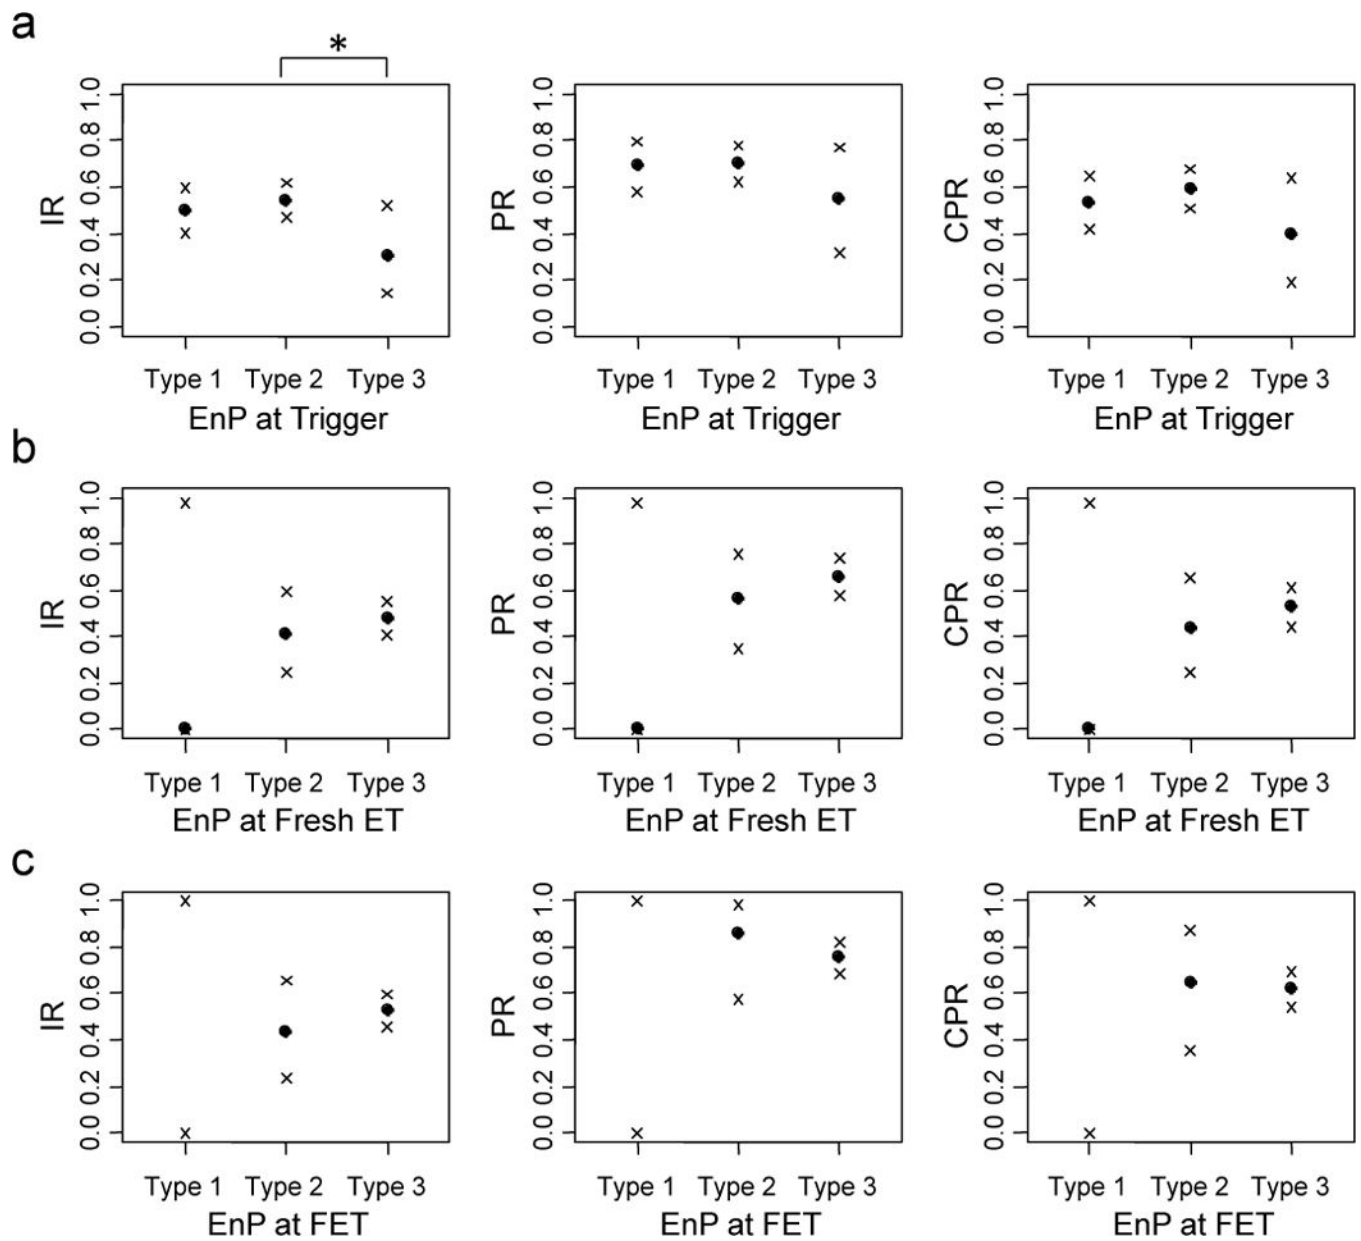 a
*
IR
0.0 0.2 0.4 0.6 0.8 1.0
Type 1 Type 2 Type 3
EnP at Trigger
PR
0.0 0.2 0.4 0.6 0.8 1.0
Type 1 Type 2 Type 3
EnP at Trigger
CPR
0.0 0.2 0.4 0.6 0.8 1.0
Type 1 Type 2 Type 3
EnP at Trigger
b
IR
0.0 0.2 0.4 0.6 0.8 1.0
Type 1 Type 2 Type 3
EnP at Fresh ET
PR
0.0 0.2 0.4 0.6 0.8 1.0
Type 1 Type 2 Type 3
EnP at Fresh ET
CPR
0.0 0.2 0.4 0.6 0.8 1.0
Type 1 Type 2 Type 3
EnP at Fresh ET
c
IR
0.0 0.2 0.4 0.6 0.8 1.0
Type 1 Type 2 Type 3
EnP at FET
PR
0.0 0.2 0.4 0.6 0.8 1.0
Type 1 Type 2 Type 3
EnP at FET
CPR
0.0 0.2 0.4 0.6 0.8 1.0
Type 1 Type 2 Type 3
EnP at FET